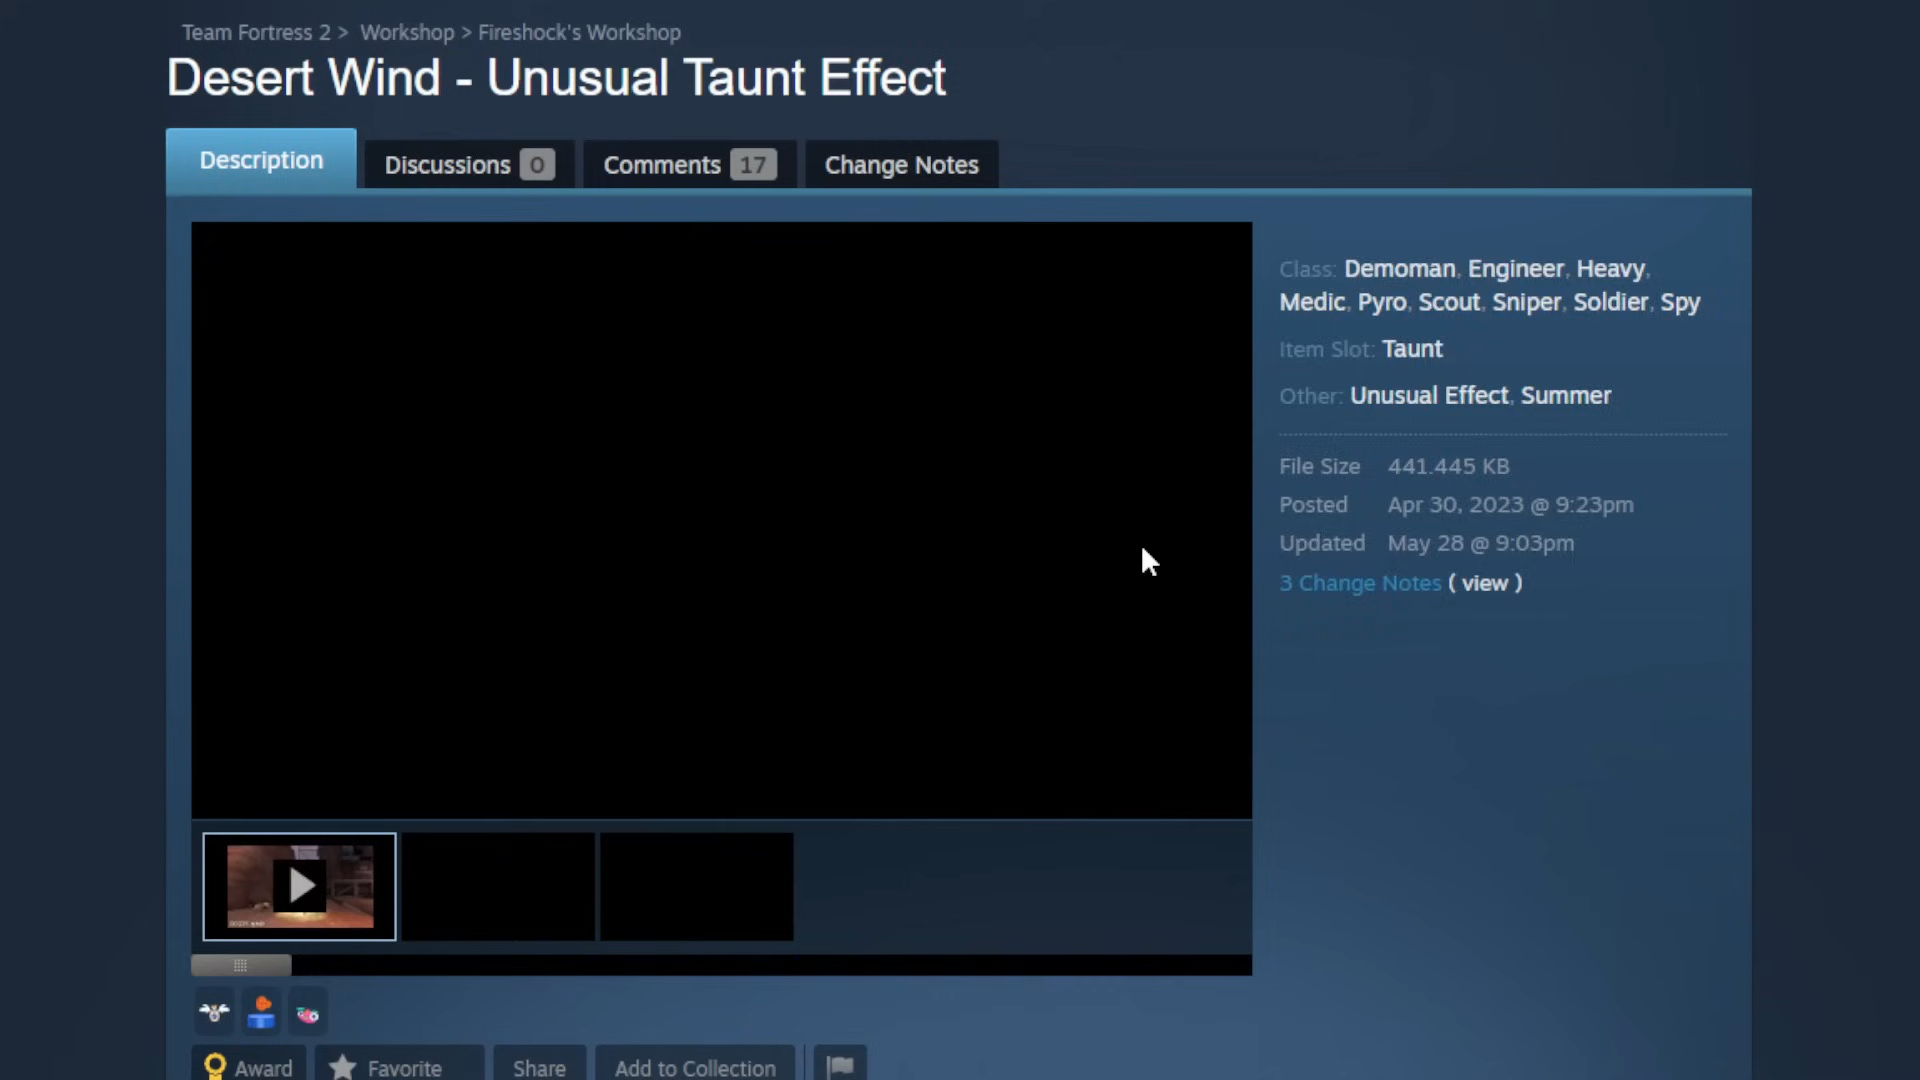 Team Fortress 2 > Workshop > Fireshock's Workshop
Desert Wind - Unusual Taunt Effect
Description
Discussions 0
Comments 17
Change Notes
Class: Demoman, Engineer, Heavy,
Medic, Pyro, Scout, Sniper, Soldier, Spy
Item Slot: Taunt
Other: Unusual Effect, Summer
File Size 441.445 KB
Posted Apr 30, 2023 @ 9:23pm
Updated May 28 @ 9:03pm
3 Change Notes ( view )
Award
Favorite
Share
Add to Collection